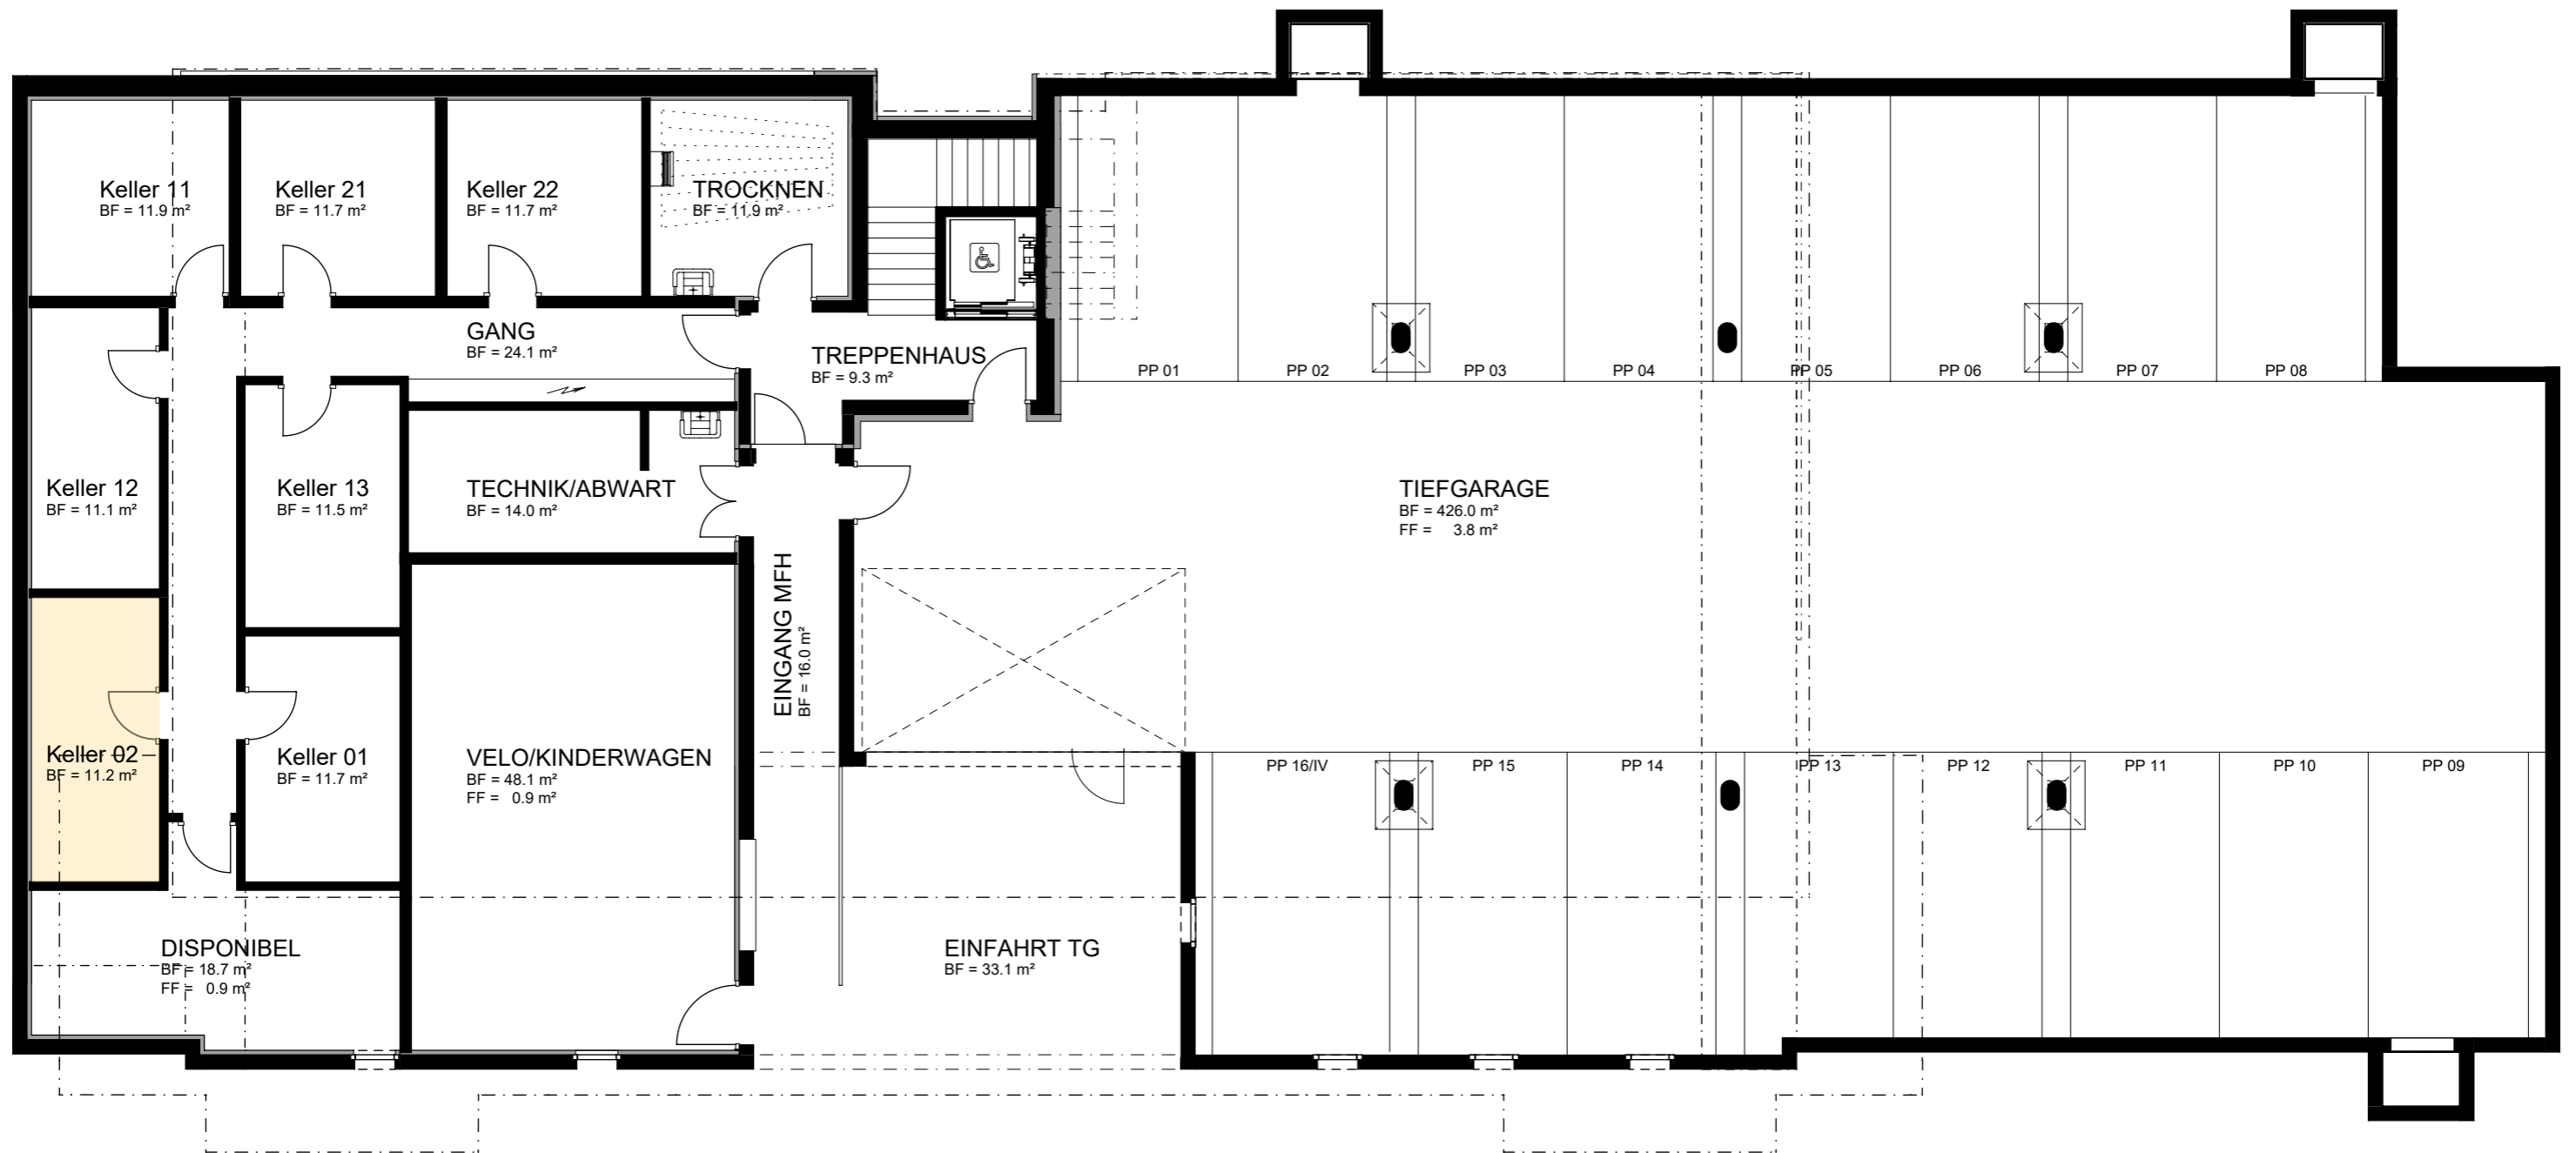 Keller 11
BF = 11.9 m²
Keller 21
BF = 11.7 m²
Keller 22
BF = 11.7 m²
TROCKNEN
BF = 11.9 m²
GANG
BF = 24.1 m²
TREPPENHAUS
BF = 9.3 m²
PP 01
PP 02
PP 03
PP 04
PP 05
PP 06
PP 07
PP 08
Keller 12
BF = 11.1 m²
Keller 13
BF = 11.5 m²
TECHNIK/ABWART
BF = 14.0 m²
TIEFGARAGE
BF = 426.0 m²
FF = 3.8 m²
EINGANG MFH
BF = 16.0 m²
Keller 02
BF = 11.2 m²
Keller 01
BF = 11.7 m²
VELO/KINDERWAGEN
BF = 48.1 m²
FF = 0.9 m²
PP 16/IV
PP 15
PP 14
PP 13
PP 12
PP 11
PP 10
PP 09
DISPONIBEL
BF = 18.7 m²
FF = 0.9 m²
EINFAHRT TG
BF = 33.1 m²